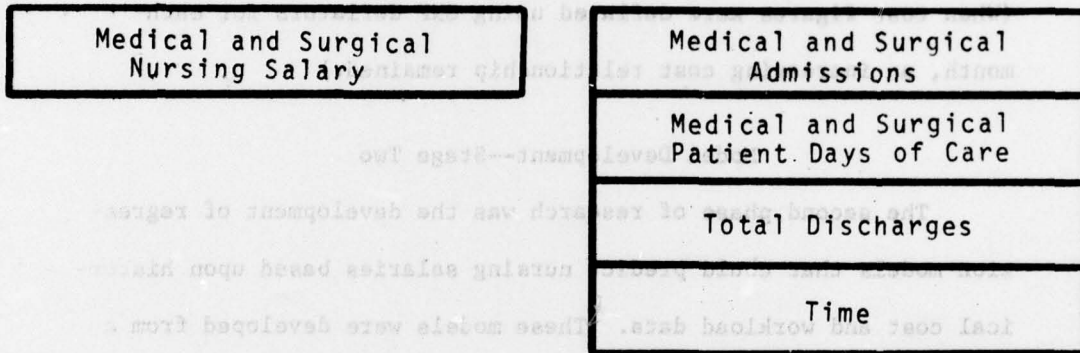 Medical and Surgical
Nursing Salary
Medical and Surgical
Admissions
Medical and Surgical
Patient Days of Care
Total Discharges
Time